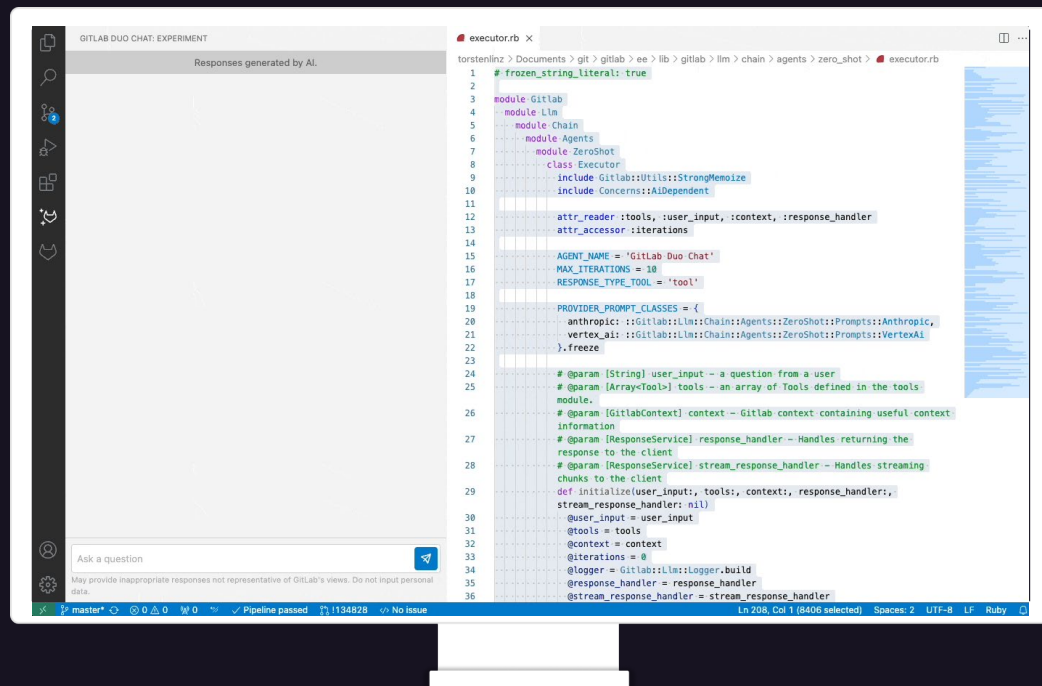 GITLAB DUO CHAT: EXPERIMENT
Responses generated by AI.
2
Ask a question
May provide inappropriate responses not representative of GitLab's views. Do not input personal
data.
executor.rb ×
torstenlinz > Documents > git > gitlab > ee > lib > gitlab > llm > chain > agents > zero_shot > executor.rb
1 # frozen_string_literal: true
2
3 module Gitlab
4 module Llm
5 module Chain
6 module Agents
7 module ZeroShot
8 class Executor
9 include Gitlab::Utils::StrongMemoize
10 include Concerns::AiDependent
11
12 attr_reader :tools, :user_input, :context, :response_handler
13 attr_accessor :iterations
14
15 AGENT_NAME = 'GitLab Duo Chat'
16 MAX_ITERATIONS = 10
17 RESPONSE_TYPE_TOOL = 'tool'
18
19 PROVIDER_PROMPT_CLASSES = {
20 anthropic: ::Gitlab::Llm::Chain::Agents::ZeroShot::Prompts::Anthropic,
21 vertex_ai: ::Gitlab::Llm::Chain::Agents::ZeroShot::Prompts::VertexAi
22 }.freeze
23
24 # @param [String] user_input - a question from a user
25 # @param [Array<Tool>] tools - an array of Tools defined in the tools
module.
26 # @param [GitlabContext] context - Gitlab context containing useful context
information
27 # @param [ResponseService] response_handler - Handles returning the
response to the client
28 # @param [ResponseService] stream_response_handler - Handles streaming
chunks to the client
29 def initialize(user_input:, tools:, context:, response_handler:,
stream_response_handler: nil)
30 @user_input = user_input
31 @tools = tools
32 @context = context
33 @iterations = 0
34 @logger = Gitlab::Llm::Logger.build
35 @response_handler = response_handler
36 @stream_response_handler = stream_response_handler
master* 0 0 0 Pipeline passed !134828 No issue Ln 208, Col 1 (8406 selected) Spaces: 2 UTF-8 LF Ruby